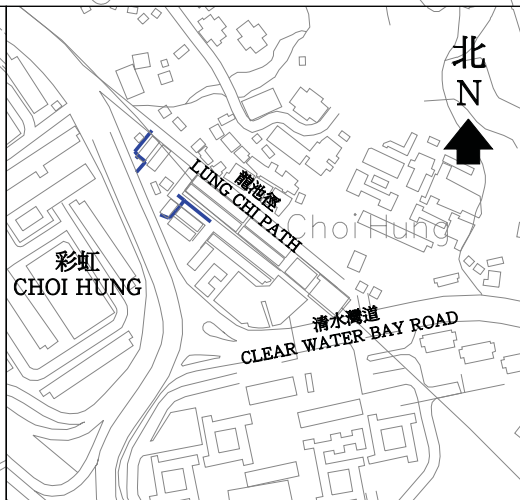 北
N
龍池徑
LUNG CHI PATH
Choi Hung
彩虹
CHOI HUNG
清水灣道
CLEAR WATER BAY ROAD